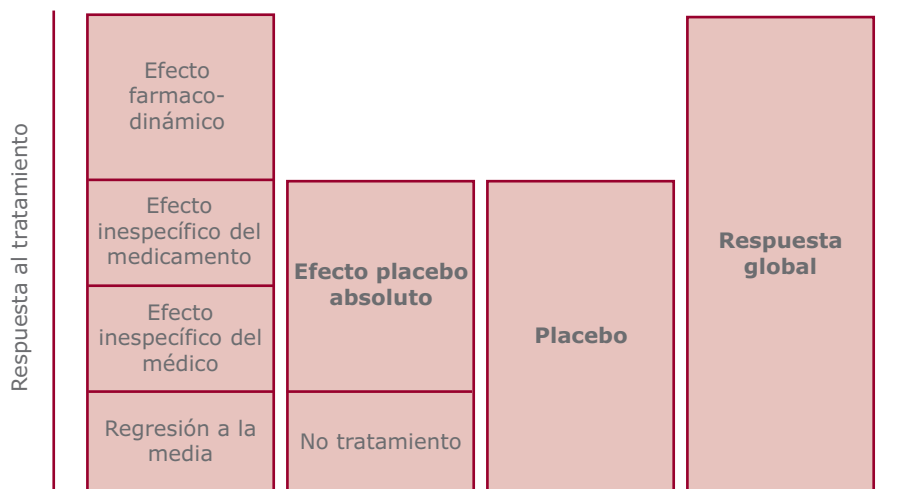 Respuesta al tratamiento
Efecto
farmaco-
dinámico
Efecto
inespecífico del
medicamento
Efecto
inespecífico del
médico
Regresión a la
media
Efecto placebo
absoluto
No tratamiento
Placebo
Respuesta
global